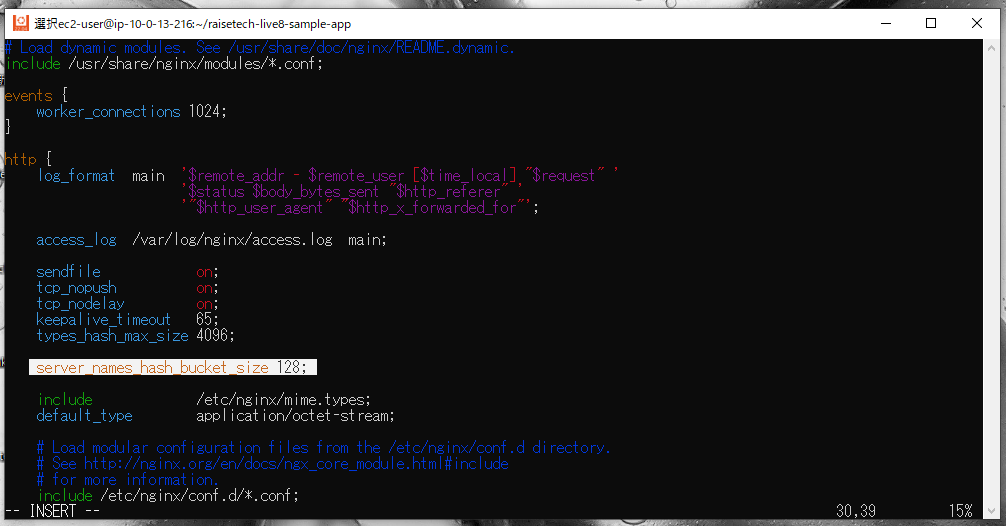 選択ec2-user@ip-10-0-13-216:~/raisetech-live8-sample-app
# Load dynamic modules. See /usr/share/doc/nginx/README.dynamic.
include /usr/share/nginx/modules/*.conf;
events {
    worker_connections 1024;
}
http {
    log_format  main  '$remote_addr - $remote_user [$time_local] "$request" '
                      '$status $body_bytes_sent "$http_referer" '
                      '"$http_user_agent" "$http_x_forwarded_for"';
    access_log  /var/log/nginx/access.log  main;
    sendfile            on;
    tcp_nopush          on;
    tcp_nodelay         on;
    keepalive_timeout   65;
    types_hash_max_size 4096;
    server_names_hash_bucket_size 128;
    include             /etc/nginx/mime.types;
    default_type        application/octet-stream;
    # Load modular configuration files from the /etc/nginx/conf.d directory.
    # See http://nginx.org/en/docs/ngx_core_module.html#include
    # for more information.
    include /etc/nginx/conf.d/*.conf;
-- INSERT -- 30,39 15%